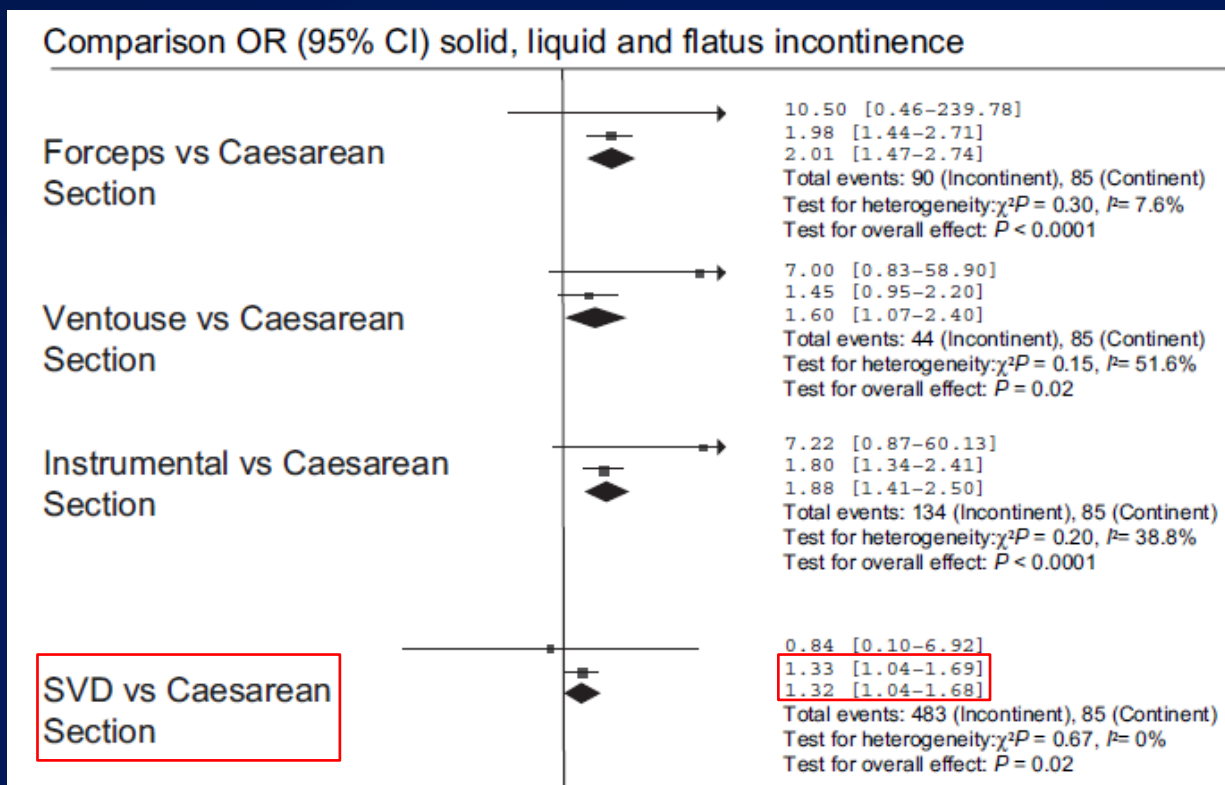 Comparison OR (95% CI) solid, liquid and flatus incontinence
Forceps vs Caesarean
Section
10.50 [0.46–239.78]
1.98 [1.44–2.71]
2.01 [1.47–2.74]
Total events: 90 (Incontinent), 85 (Continent)
Test for heterogeneity:χ²P = 0.30, I²= 7.6%
Test for overall effect: P < 0.0001
Ventouse vs Caesarean
Section
7.00 [0.83–58.90]
1.45 [0.95–2.20]
1.60 [1.07–2.40]
Total events: 44 (Incontinent), 85 (Continent)
Test for heterogeneity:χ²P = 0.15, I²= 51.6%
Test for overall effect: P = 0.02
Instrumental vs Caesarean
Section
7.22 [0.87–60.13]
1.80 [1.34–2.41]
1.88 [1.41–2.50]
Total events: 134 (Incontinent), 85 (Continent)
Test for heterogeneity:χ²P = 0.20, I²= 38.8%
Test for overall effect: P < 0.0001
SVD vs Caesarean
Section
0.84 [0.10–6.92]
1.33 [1.04–1.69]
1.32 [1.04–1.68]
Total events: 483 (Incontinent), 85 (Continent)
Test for heterogeneity:χ²P = 0.67, I²= 0%
Test for overall effect: P = 0.02